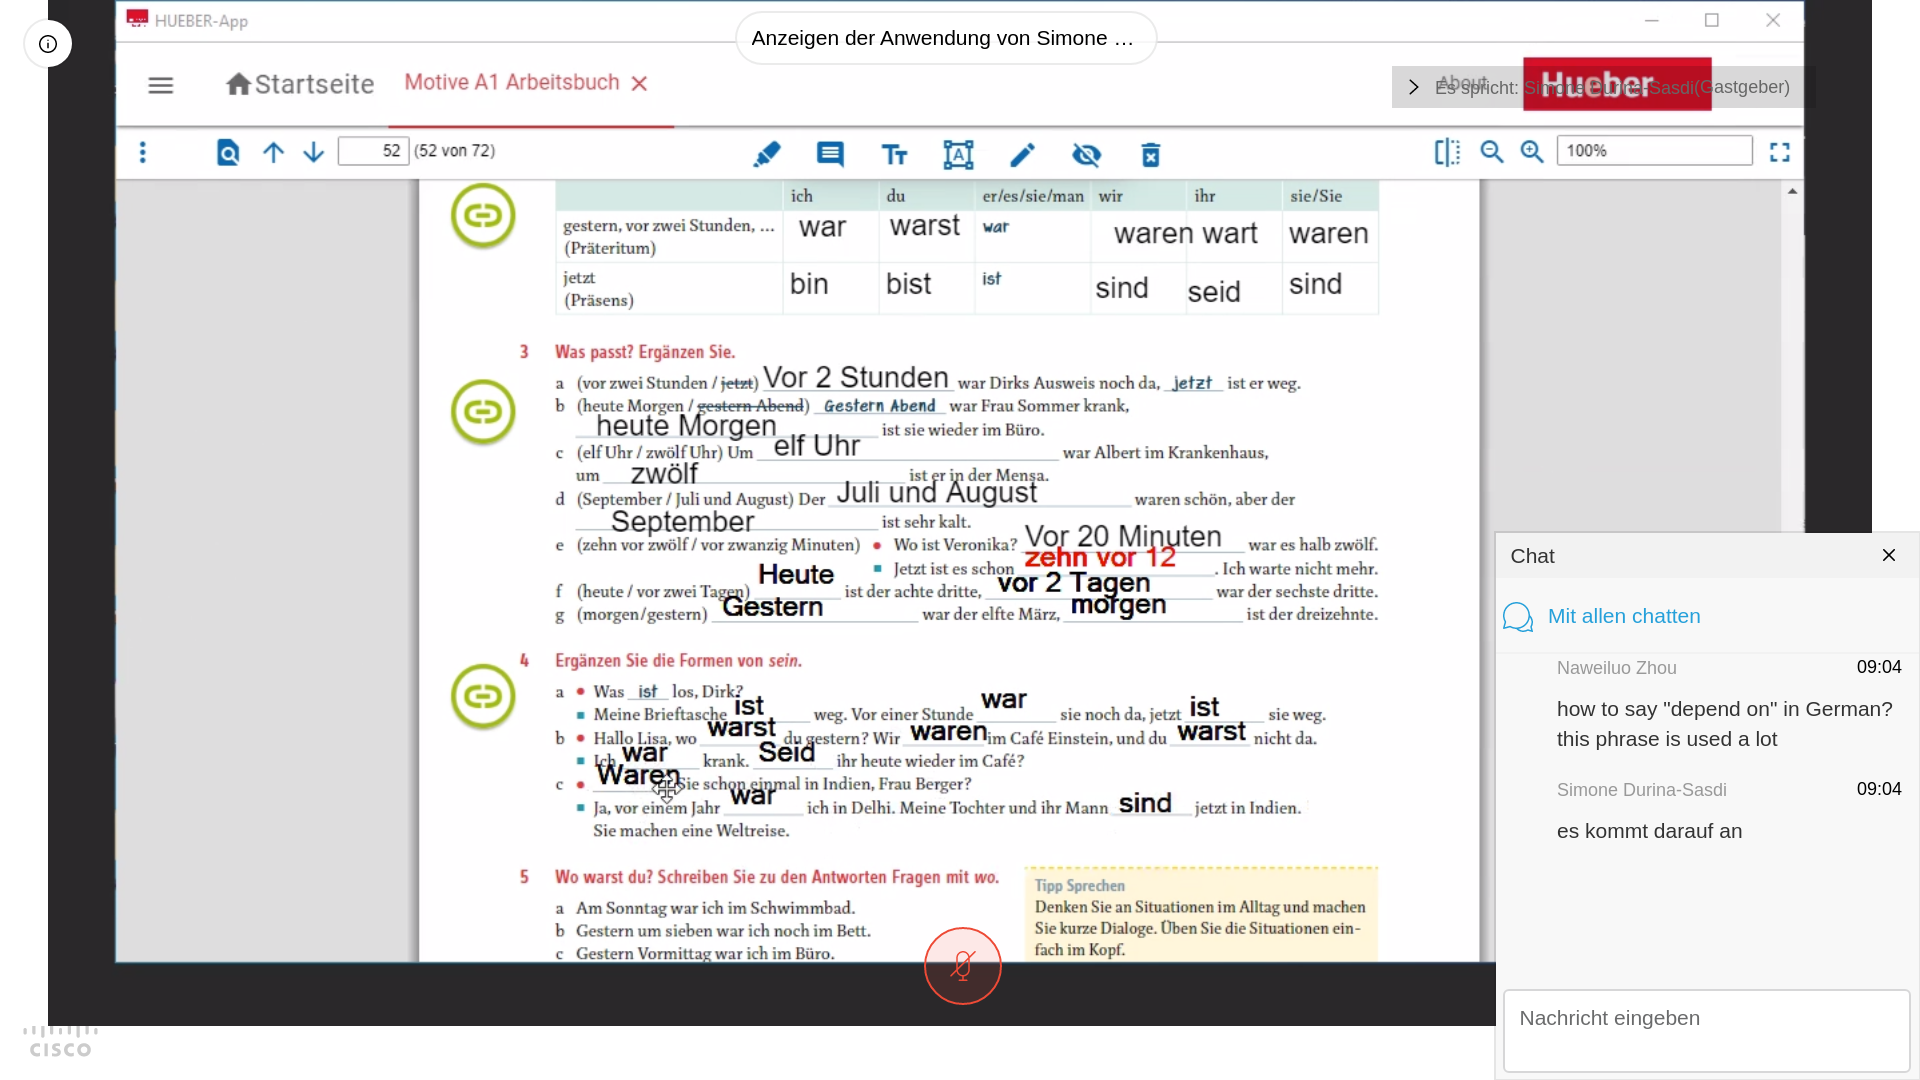 HUEBER-App
Anzeigen der Anwendung von Simone …
Startseite
Motive A1 Arbeitsbuch
About
Hueber
Es spricht: Simone Durina-Sasdi(Gastgeber)
52 (52 von 72)
100%
ich du er/es/sie/man wir ihr sie/Sie
gestern, vor zwei Stunden, … war warst war waren wart waren
(Präteritum)
jetzt bin bist ist sind seid sind
(Präsens)
3 Was passt? Ergänzen Sie.
a (vor zwei Stunden / jetzt) Vor 2 Stunden war Dirks Ausweis noch da, jetzt ist er weg.
b (heute Morgen / gestern Abend) Gestern Abend war Frau Sommer krank,
heute Morgen ist sie wieder im Büro.
c (elf Uhr / zwölf Uhr) Um elf Uhr war Albert im Krankenhaus,
um zwölf ist er in der Mensa.
d (September / Juli und August) Der Juli und August waren schön, aber der
September ist sehr kalt.
e (zehn vor zwölf / vor zwanzig Minuten) Wo ist Veronika? Vor 20 Minuten war es halb zwölf.
Jetzt ist es schon zehn vor 12. Ich warte nicht mehr.
f (heute / vor zwei Tagen) Heute ist der achte dritte, vor 2 Tagen war der sechste dritte.
g (morgen/gestern) Gestern war der elfte März, morgen ist der dreizehnte.
4 Ergänzen Sie die Formen von sein.
a Was ist los, Dirk?
Meine Brieftasche ist weg. Vor einer Stunde war sie noch da, jetzt ist sie weg.
b Hallo Lisa, wo warst du gestern? Wir waren im Café Einstein, und du warst nicht da.
Ich war krank. Seid ihr heute wieder im Café?
c Waren Sie schon einmal in Indien, Frau Berger?
Ja, vor einem Jahr war ich in Delhi. Meine Tochter und ihr Mann sind jetzt in Indien.
Sie machen eine Weltreise.
5 Wo warst du? Schreiben Sie zu den Antworten Fragen mit wo.
a Am Sonntag war ich im Schwimmbad.
b Gestern um sieben war ich noch im Bett.
c Gestern Vormittag war ich im Büro.
Tipp Sprechen
Denken Sie an Situationen im Alltag und machen
Sie kurze Dialoge. Üben Sie die Situationen ein-
fach im Kopf.
Chat
Mit allen chatten
Naweiluo Zhou 09:04
how to say "depend on" in German?
this phrase is used a lot
Simone Durina-Sasdi 09:04
es kommt darauf an
Nachricht eingeben
CISCO